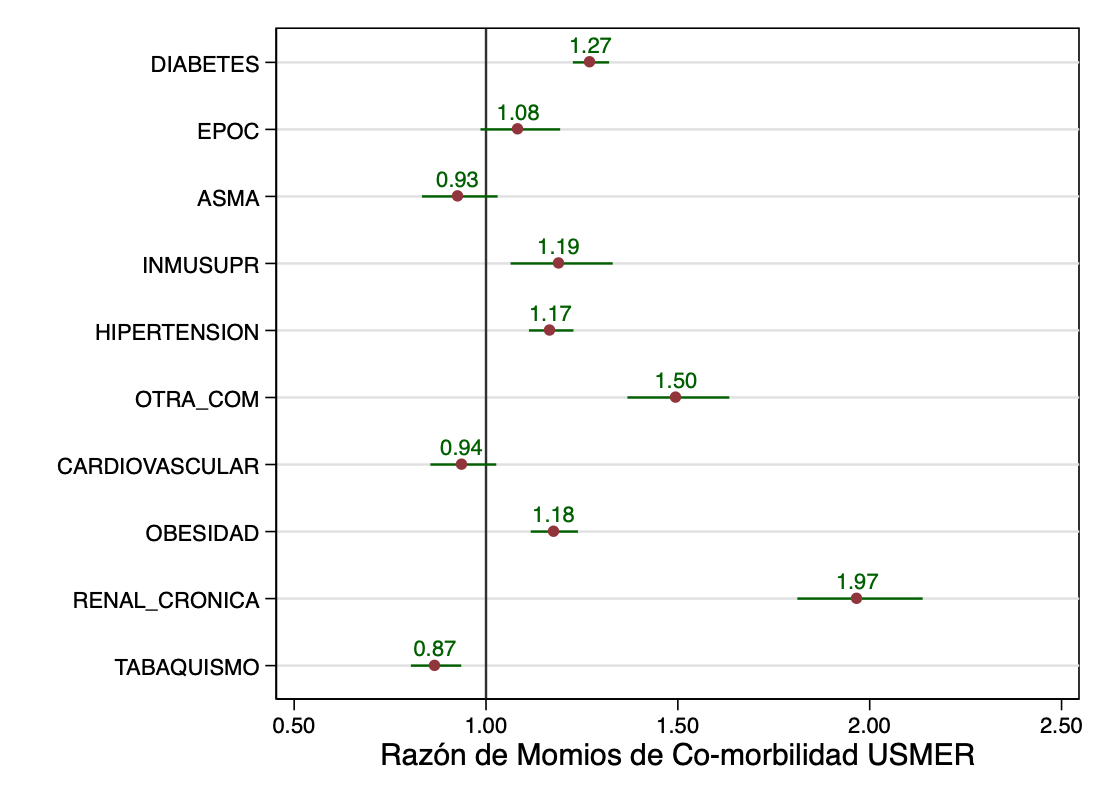 1.27
DIABETES
1.08
EPOC
0.93
ASMA
1.19
INMUSUPR
1.17
HIPERTENSION
1.50
OTRA_COM
0.94
CARDIOVASCULAR
1.18
OBESIDAD
1.97
RENAL_CRONICA
0.87
TABAQUISMO
0.50 1.00 1.50 2.00 2.50
Razón de Momios de Co-morbilidad USMER